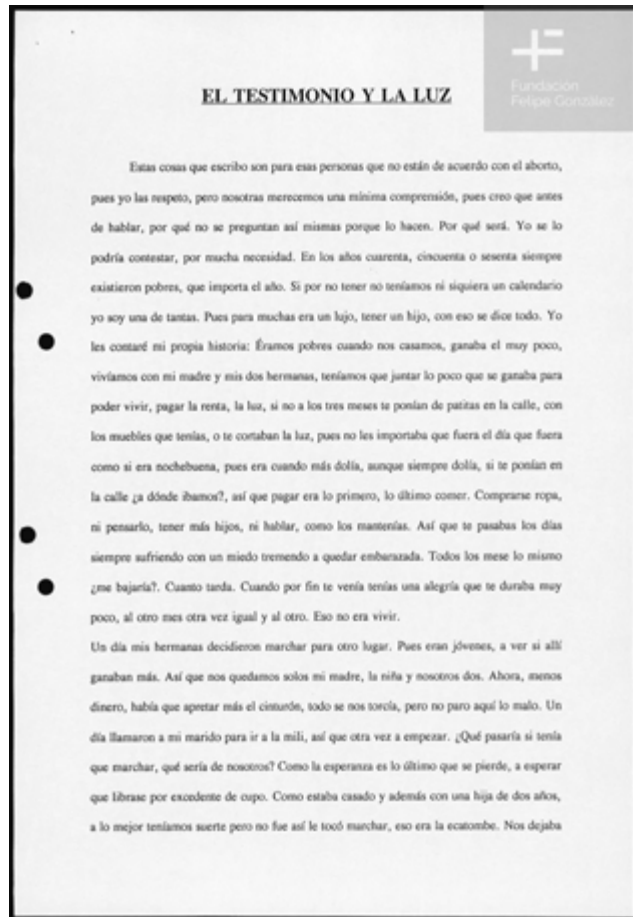 Fundación
Felipe González
EL TESTIMONIO Y LA LUZ
Estas cosas que escribo son para esas personas que no están de acuerdo con el aborto,
pues yo las respeto, pero nosotras merecemos una mínima comprensión, pues creo que antes
de hablar, por qué no se preguntan así mismas porque lo hacen. Por qué será. Yo se lo
podría contestar, por mucha necesidad. En los años cuarenta, cincuenta o sesenta siempre
existieron pobres, que importa el año. Si por no tener no teníamos ni siquiera un calendario
yo soy una de tantas. Pues para muchas era un lujo, tener un hijo, con eso se dice todo. Yo
les contaré mi propia historia: Éramos pobres cuando nos casamos, ganaba el muy poco,
vivíamos con mi madre y mis dos hermanas, teníamos que juntar lo poco que se ganaba para
poder vivir, pagar la renta, la luz, si no a los tres meses te ponían de patitas en la calle, con
los muebles que tenías, o te cortaban la luz, pues no les importaba que fuera el día que fuera
como si era nochebuena, pues era cuando más dolía, aunque siempre dolía, si te ponían en
la calle ¿a dónde íbamos?, así que pagar era lo primero, lo último comer. Comprarse ropa,
ni pensarlo, tener más hijos, ni hablar, como los mantenías. Así que te pasabas los días
siempre sufriendo con un miedo tremendo a quedar embarazada. Todos los mese lo mismo
¿me bajaría?. Cuanto tarda. Cuando por fin te venía tenías una alegría que te duraba muy
poco, al otro mes otra vez igual y al otro. Eso no era vivir.
Un día mis hermanas decidieron marchar para otro lugar. Pues eran jóvenes, a ver si allí
ganaban más. Así que nos quedamos solos mi madre, la niña y nosotros dos. Ahora, menos
dinero, había que apretar más el cinturón, todo se nos torcía, pero no paro aquí lo malo. Un
día llamaron a mi marido para ir a la mili, así que otra vez a empezar. ¿Qué pasaría si tenía
que marchar, qué sería de nosotros? Como la esperanza es lo último que se pierde, a esperar
que librase por excedente de cupo. Como estaba casado y además con una hija de dos años,
a lo mejor teníamos suerte pero no fue así le tocó marchar, eso era la ecatombe. Nos dejaba